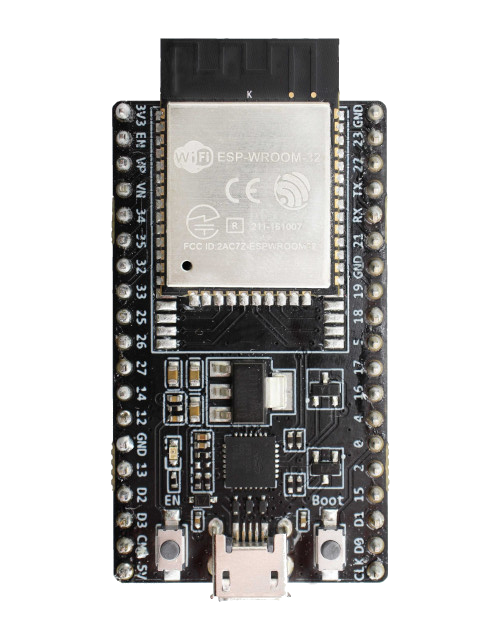 K
WiFi ESP-WROOM-32
CE
R 211-161007
FCC ID:2AC7Z-ESPWROOM-32
3V3
EN
VP
VN
34
35
32
33
25
26
27
14
12
GND
13
D2
D3
CMD
5V
GND
23
22
TX
RX
21
GND
19
18
5
17
16
4
0
2
15
D1
D0
CLK
EN
Boot